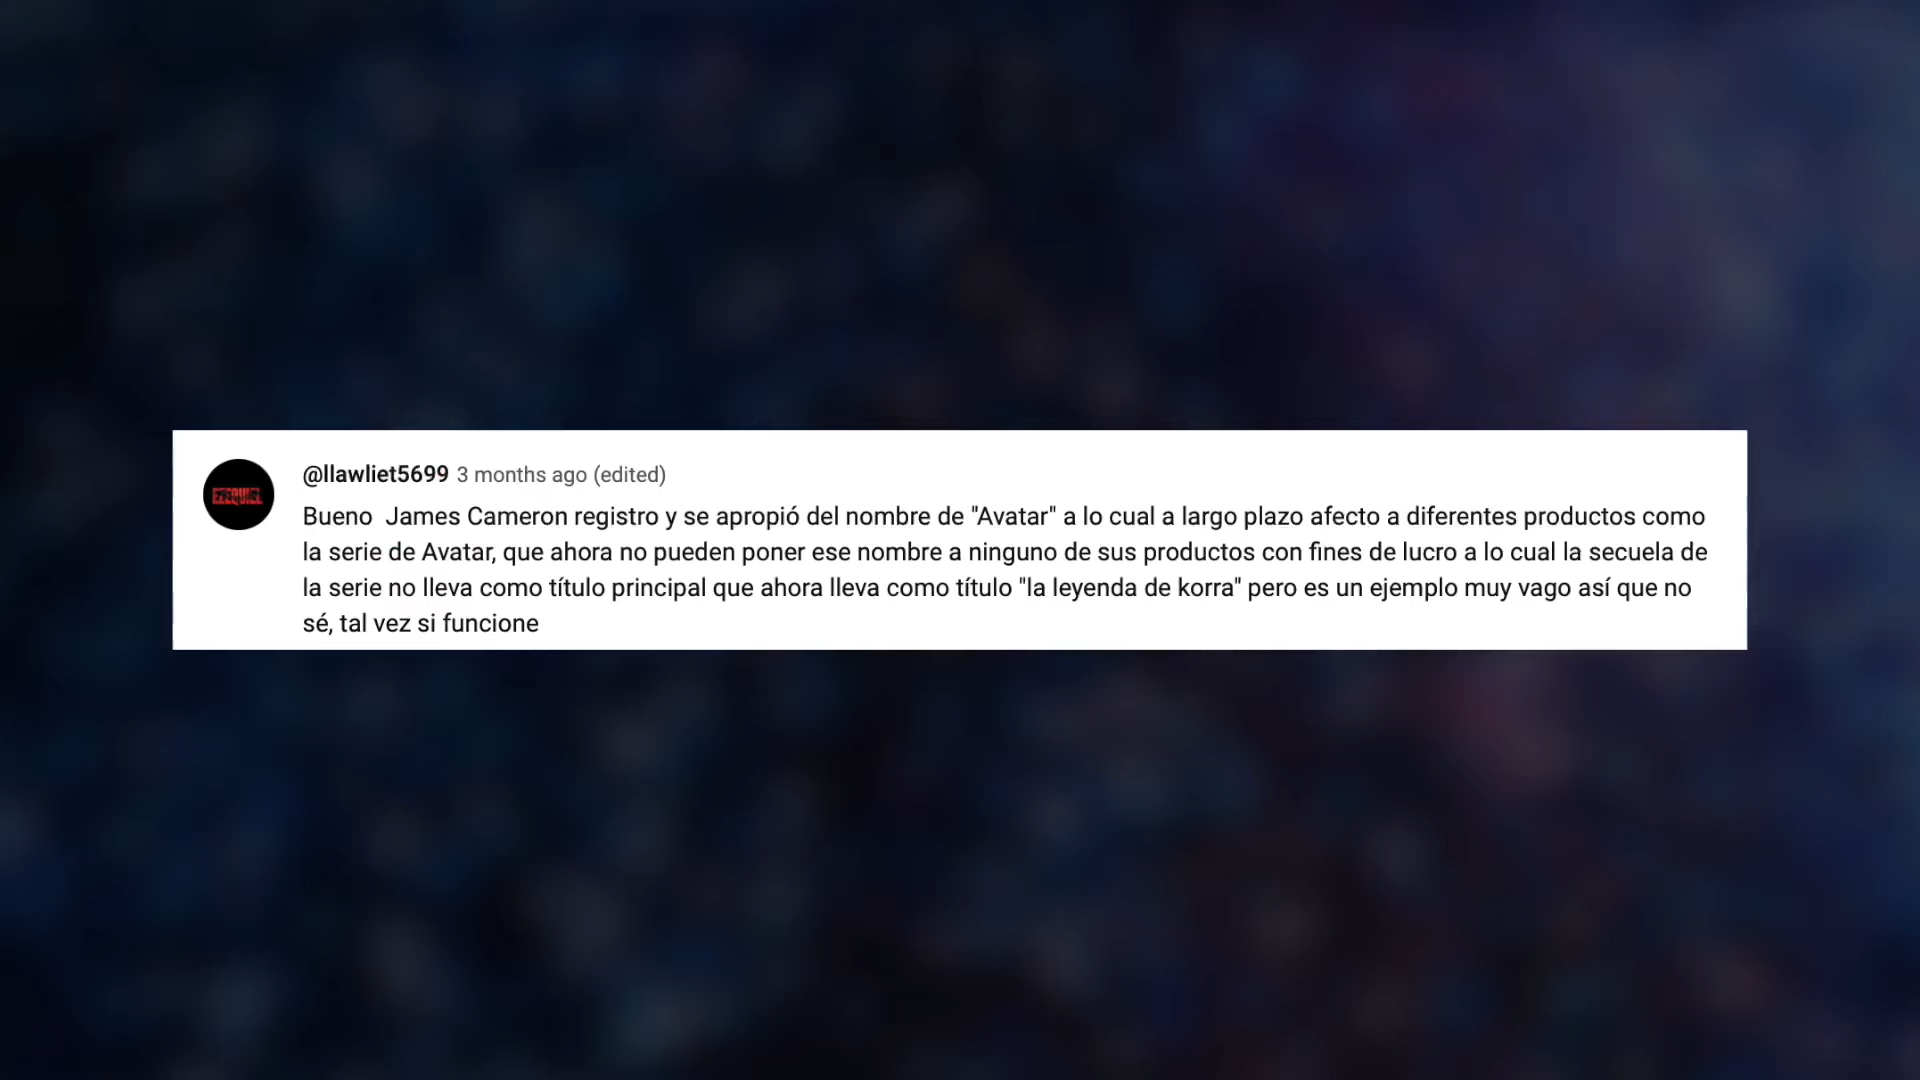 EZEQUIEL
@llawliet5699 3 months ago (edited)
Bueno  James Cameron registro y se apropió del nombre de "Avatar" a lo cual a largo plazo afecto a diferentes productos como
la serie de Avatar, que ahora no pueden poner ese nombre a ninguno de sus productos con fines de lucro a lo cual la secuela de
la serie no lleva como título principal que ahora lleva como título "la leyenda de korra" pero es un ejemplo muy vago así que no
sé, tal vez si funcione